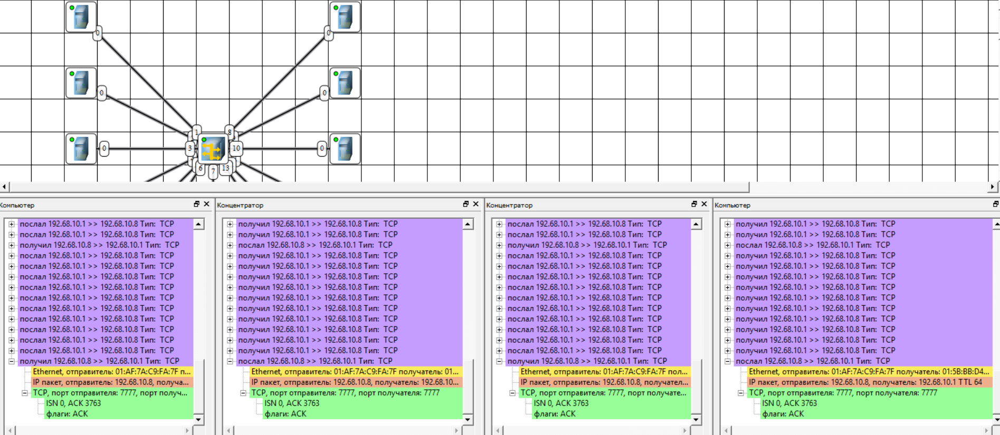 0
0
0
0
0
0
1
8
3
10
6
7
13
Компьютер
послал 192.68.10.1 >> 192.68.10.8 Тип: TCP
послал 192.68.10.1 >> 192.68.10.8 Тип: TCP
получил 192.68.10.8 >> 192.68.10.1 Тип: TCP
послал 192.68.10.1 >> 192.68.10.8 Тип: TCP
послал 192.68.10.1 >> 192.68.10.8 Тип: TCP
послал 192.68.10.1 >> 192.68.10.8 Тип: TCP
послал 192.68.10.1 >> 192.68.10.8 Тип: TCP
послал 192.68.10.1 >> 192.68.10.8 Тип: TCP
послал 192.68.10.1 >> 192.68.10.8 Тип: TCP
послал 192.68.10.1 >> 192.68.10.8 Тип: TCP
послал 192.68.10.1 >> 192.68.10.8 Тип: TCP
послал 192.68.10.1 >> 192.68.10.8 Тип: TCP
послал 192.68.10.1 >> 192.68.10.8 Тип: TCP
получил 192.68.10.8 >> 192.68.10.1 Тип: TCP
Ethernet, отправитель: 01:AF:7A:C9:FA:7F п...
IP пакет, отправитель: 192.68.10.8, получа...
TCP, порт отправителя: 7777, порт получ...
ISN 0, ACK 3763
флаги: ACK
Концентратор
получил 192.68.10.1 >> 192.68.10.8 Тип: TCP
получил 192.68.10.1 >> 192.68.10.8 Тип: TCP
послал 192.68.10.8 >> 192.68.10.1 Тип: TCP
получил 192.68.10.1 >> 192.68.10.8 Тип: TCP
получил 192.68.10.1 >> 192.68.10.8 Тип: TCP
получил 192.68.10.1 >> 192.68.10.8 Тип: TCP
получил 192.68.10.1 >> 192.68.10.8 Тип: TCP
получил 192.68.10.1 >> 192.68.10.8 Тип: TCP
получил 192.68.10.1 >> 192.68.10.8 Тип: TCP
получил 192.68.10.1 >> 192.68.10.8 Тип: TCP
получил 192.68.10.1 >> 192.68.10.8 Тип: TCP
получил 192.68.10.1 >> 192.68.10.8 Тип: TCP
получил 192.68.10.1 >> 192.68.10.8 Тип: TCP
послал 192.68.10.8 >> 192.68.10.1 Тип: TCP
Ethernet, отправитель: 01:AF:7A:C9:FA:7F получатель: 01...
IP пакет, отправитель: 192.68.10.8, получатель: 192.68.10...
TCP, порт отправителя: 7777, порт получателя: 7777
ISN 0, ACK 3763
флаги: ACK
Концентратор
послал 192.68.10.1 >> 192.68.10.8 Тип: TCP
послал 192.68.10.1 >> 192.68.10.8 Тип: TCP
получил 192.68.10.8 >> 192.68.10.1 Тип: TCP
послал 192.68.10.1 >> 192.68.10.8 Тип: TCP
послал 192.68.10.1 >> 192.68.10.8 Тип: TCP
послал 192.68.10.1 >> 192.68.10.8 Тип: TCP
послал 192.68.10.1 >> 192.68.10.8 Тип: TCP
послал 192.68.10.1 >> 192.68.10.8 Тип: TCP
послал 192.68.10.1 >> 192.68.10.8 Тип: TCP
послал 192.68.10.1 >> 192.68.10.8 Тип: TCP
послал 192.68.10.1 >> 192.68.10.8 Тип: TCP
послал 192.68.10.1 >> 192.68.10.8 Тип: TCP
послал 192.68.10.1 >> 192.68.10.8 Тип: TCP
получил 192.68.10.8 >> 192.68.10.1 Тип: TCP
Ethernet, отправитель: 01:AF:7A:C9:FA:7F пол...
IP пакет, отправитель: 192.68.10.8, получател...
TCP, порт отправителя: 7777, порт получате...
ISN 0, ACK 3763
флаги: ACK
Компьютер
получил 192.68.10.1 >> 192.68.10.8 Тип: TCP
получил 192.68.10.1 >> 192.68.10.8 Тип: TCP
послал 192.68.10.8 >> 192.68.10.1 Тип: TCP
получил 192.68.10.1 >> 192.68.10.8 Тип: TCP
получил 192.68.10.1 >> 192.68.10.8 Тип: TCP
получил 192.68.10.1 >> 192.68.10.8 Тип: TCP
получил 192.68.10.1 >> 192.68.10.8 Тип: TCP
получил 192.68.10.1 >> 192.68.10.8 Тип: TCP
получил 192.68.10.1 >> 192.68.10.8 Тип: TCP
получил 192.68.10.1 >> 192.68.10.8 Тип: TCP
получил 192.68.10.1 >> 192.68.10.8 Тип: TCP
получил 192.68.10.1 >> 192.68.10.8 Тип: TCP
получил 192.68.10.1 >> 192.68.10.8 Тип: TCP
послал 192.68.10.8 >> 192.68.10.1 Тип: TCP
Ethernet, отправитель: 01:AF:7A:C9:FA:7F получатель: 01:5B:BB:D4...
IP пакет, отправитель: 192.68.10.8, получатель: 192.68.10.1 TTL 64
TCP, порт отправителя: 7777, порт получателя: 7777
ISN 0, ACK 3763
флаги: ACK